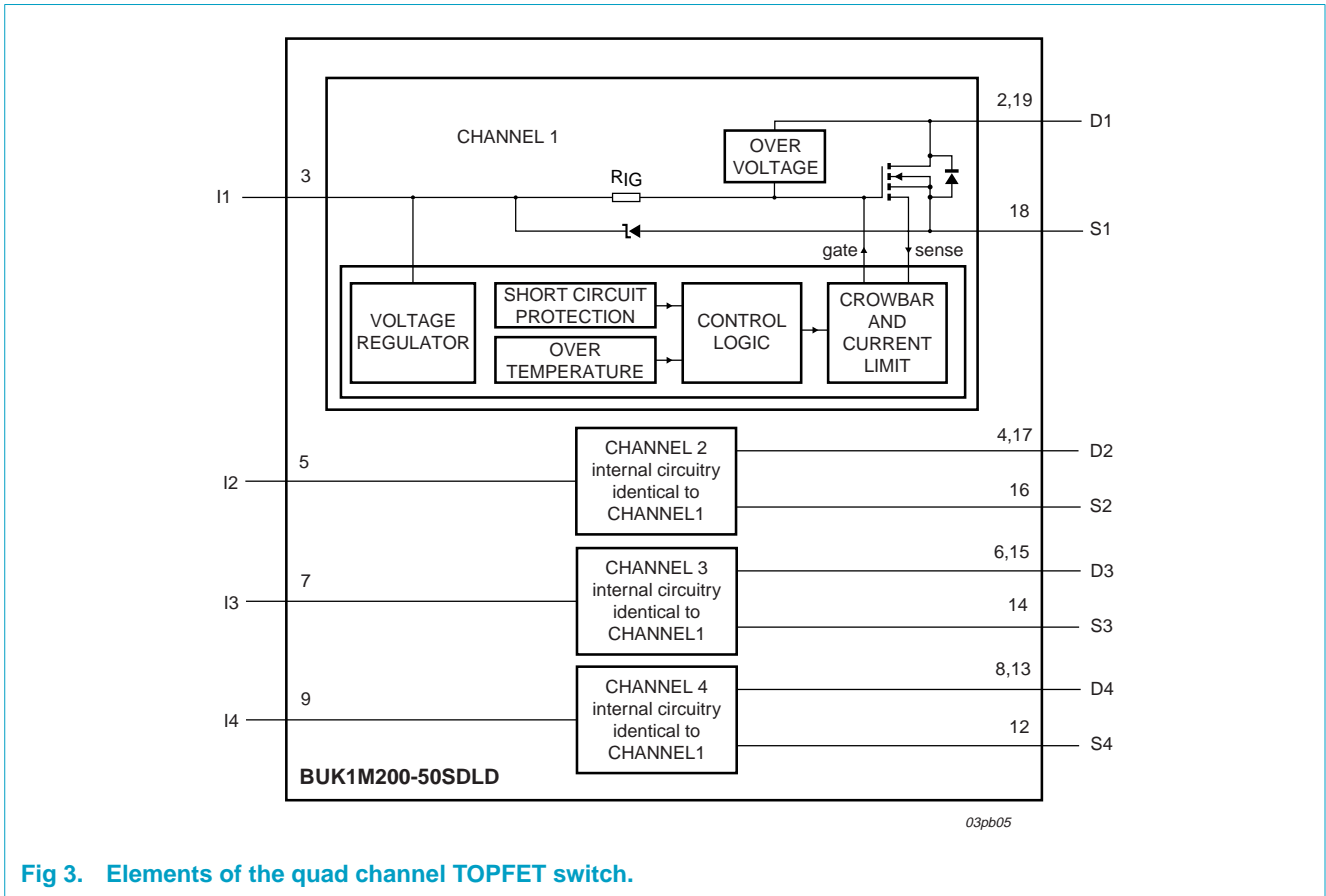 2,19
D1
CHANNEL 1
OVER
VOLTAGE
3
RIG
I1
18
S1
gate
sense
VOLTAGE
REGULATOR
SHORT CIRCUIT
PROTECTION
OVER
TEMPERATURE
CONTROL
LOGIC
CROWBAR
AND
CURRENT
LIMIT
I2
5
CHANNEL 2
internal circuitry
identical to
CHANNEL1
4,17
D2
16
S2
I3
7
CHANNEL 3
internal circuitry
identical to
CHANNEL1
6,15
D3
14
S3
I4
9
CHANNEL 4
internal circuitry
identical to
CHANNEL1
8,13
D4
12
S4
BUK1M200-50SDLD
03pb05
Fig 3. Elements of the quad channel TOPFET switch.